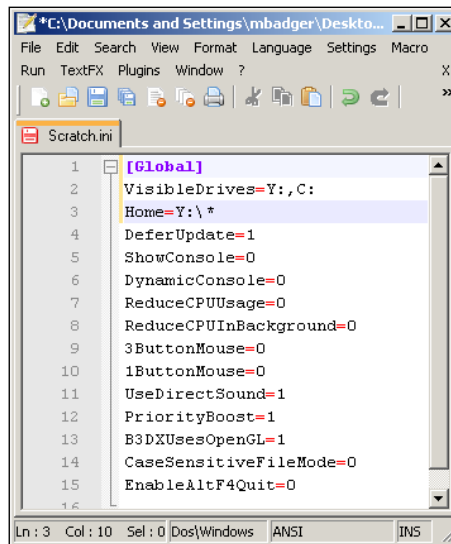 *C:\Documents and Settings\mbadger\Deskto...
File Edit Search View Format Language Settings Macro
Run TextFX Plugins Window ? X
»
Scratch.ini
1 [Global]
2 VisibleDrives=Y:,C:
3 Home=Y:\*
4 DeferUpdate=1
5 ShowConsole=0
6 DynamicConsole=0
7 ReduceCPUUsage=0
8 ReduceCPUInBackground=0
9 3ButtonMouse=0
10 1ButtonMouse=0
11 UseDirectSound=1
12 PriorityBoost=1
13 B3DXUsesOpenGL=1
14 CaseSensitiveFileMode=0
15 EnableAltF4Quit=0
16
Ln : 3 Col : 10 Sel : 0 Dos\Windows ANSI INS